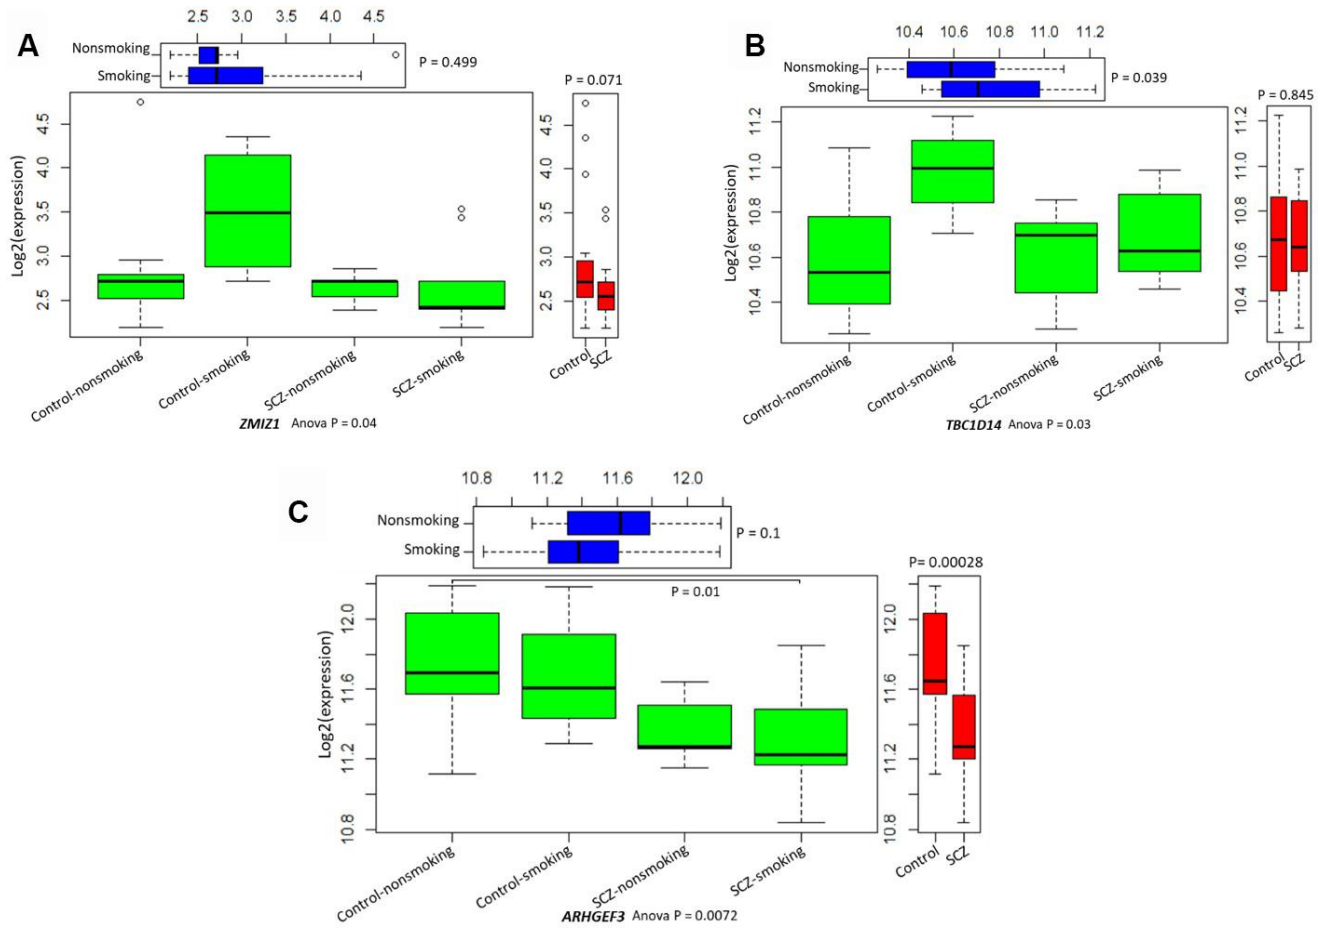 A
2.5 3.0 3.5 4.0 4.5
Nonsmoking
Smoking
P = 0.499
P = 0.071
Log2(expression)
4.5
4.0
3.5
3.0
2.5
4.5
4.0
3.5
3.0
2.5
Control-nonsmoking
Control-smoking
SCZ-nonsmoking
SCZ-smoking
Control
SCZ
ZMIZ1 Anova P = 0.04
B
10.4 10.6 10.8 11.0 11.2
Nonsmoking
Smoking
P = 0.039
P = 0.845
Log2(expression)
11.2
11.0
10.8
10.6
10.4
11.2
11.0
10.8
10.6
10.4
Control-nonsmoking
Control-smoking
SCZ-nonsmoking
SCZ-smoking
Control
SCZ
TBC1D14 Anova P = 0.03
C
10.8 11.2 11.6 12.0
Nonsmoking
Smoking
P = 0.1
P= 0.00028
P = 0.01
Log2(expression)
12.0
11.6
11.2
10.8
12.0
11.6
11.2
10.8
Control-nonsmoking
Control-smoking
SCZ-nonsmoking
SCZ-smoking
Control
SCZ
ARHGEF3 Anova P = 0.0072